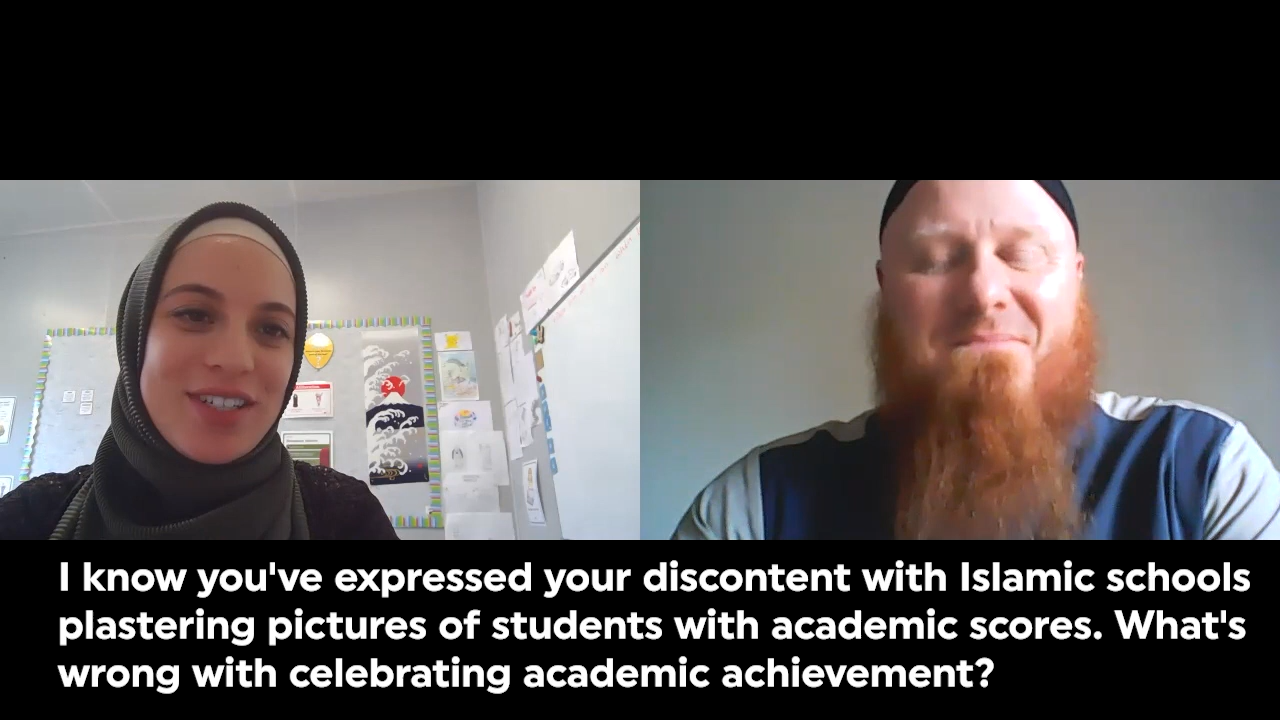 I know you've expressed your discontent with Islamic schools
plastering pictures of students with academic scores. What's
wrong with celebrating academic achievement?